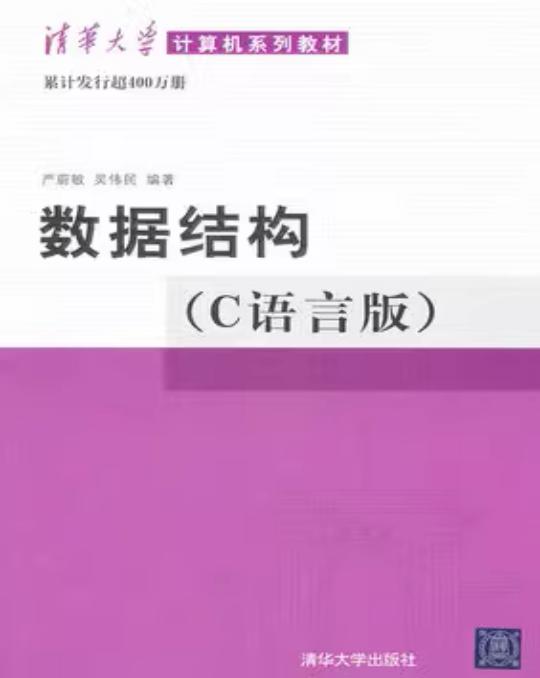 清华大学 计算机系列教材
累计发行超400万册
严蔚敏 吴伟民 编著
数据结构
（C语言版）
清华大学出版社